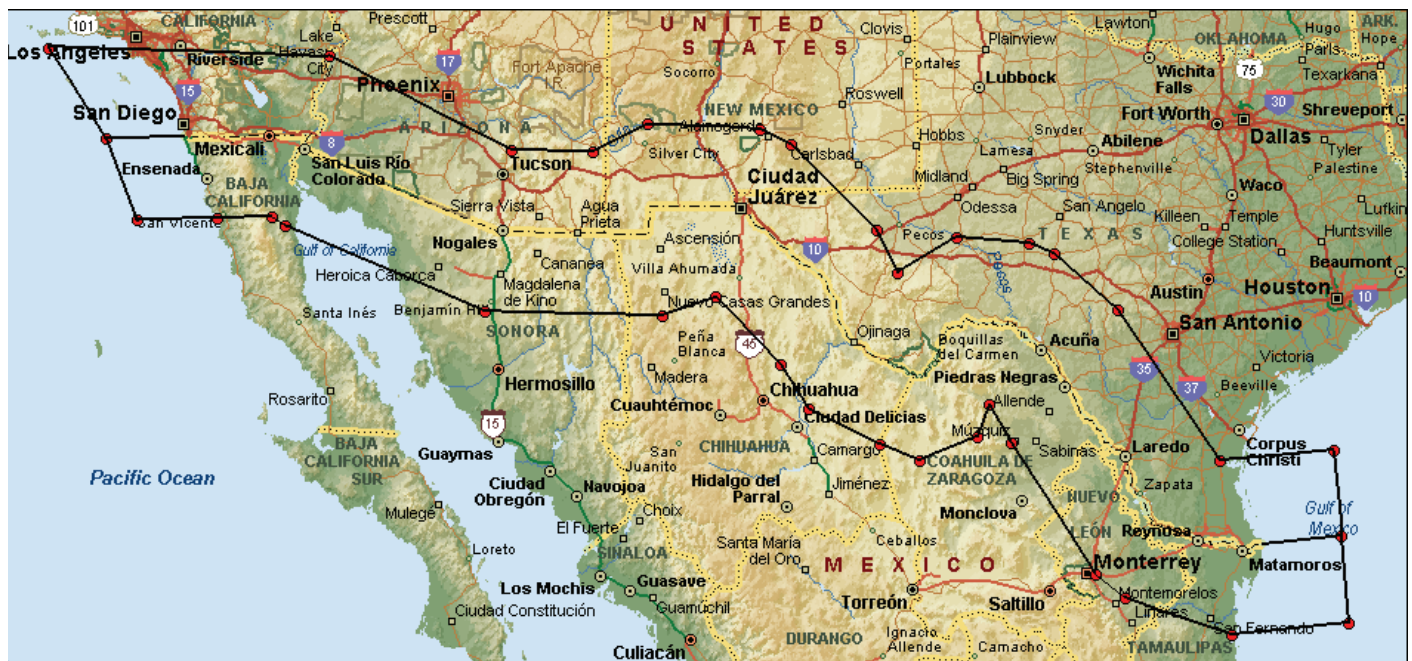 101
CALIFORNIA
Lake
Havasu
City
Prescott
UNITED
STATES
Clovis
Plainview
Lawton
OKLAHOMA
Hugo
ARK.
Hope
Paris
Texarkana
Los Angeles
Riverside
17
Phoenix
Fort Apache
I.R.
Socorro
Portales
Lubbock
Wichita
Falls
75
15
San Diego
ARIZONA
NEW MEXICO
Roswell
Alamogordo
Hobbs
Snyder
Fort Worth
30
Shreveport
Dallas
8
Mexicali
San Luis Río
Colorado
Tucson
Silver City
Carlsbad
Lamesa
Abilene
Stephenville
Tyler
Palestine
Ensenada
BAJA
CALIFORNIA
Ciudad
Juárez
Midland
Big Spring
Odessa
Waco
Lufkin
San Vicente
Sierra Vista
Agua
Prieta
Pecos
San Angelo
Killeen
Temple
TEXAS
College Station
Huntsville
Nogales
Gulf of California
Ascensión
10
Heroica Caborca
Cananea
Villa Ahumada
Pecos
Beaumont
Magdalena
de Kino
Austin
Houston
10
Santa Inés
Benjamin Hill
Nuevo Casas Grandes
SONORA
San Antonio
Peña
Blanca
45
Ojinaga
Boquillas
del Carmen
Acuña
Victoria
Hermosillo
Madera
Chihuahua
Piedras Negras
35
37
Beeville
Rosarito
15
Cuauhtémoc
Ciudad Delicias
Allende
BAJA
CALIFORNIA
SUR
Guaymas
CHIHUAHUA
Múzquiz
Camargo
Sabinas
Laredo
Corpus
Christi
San
Juanito
COAHUILA DE
ZARAGOZA
Pacific Ocean
Ciudad
Obregón
Navojoa
Hidalgo del
Parral
Jiménez
Zapata
Monclova
NUEVO
LEÓN
Gulf of
Mexico
Mulegé
Choix
El Fuerte
Reynosa
Loreto
SINALOA
Santa María
del Oro
Ceballos
MEXICO
Monterrey
Matamoros
Los Mochis
Guasave
Guamuchil
Torreón
Saltillo
Montemorelos
Linares
Ciudad Constitución
San Fernando
Culiacán
DURANGO
Ignacio
Allende
Camacho
TAMAULIPAS